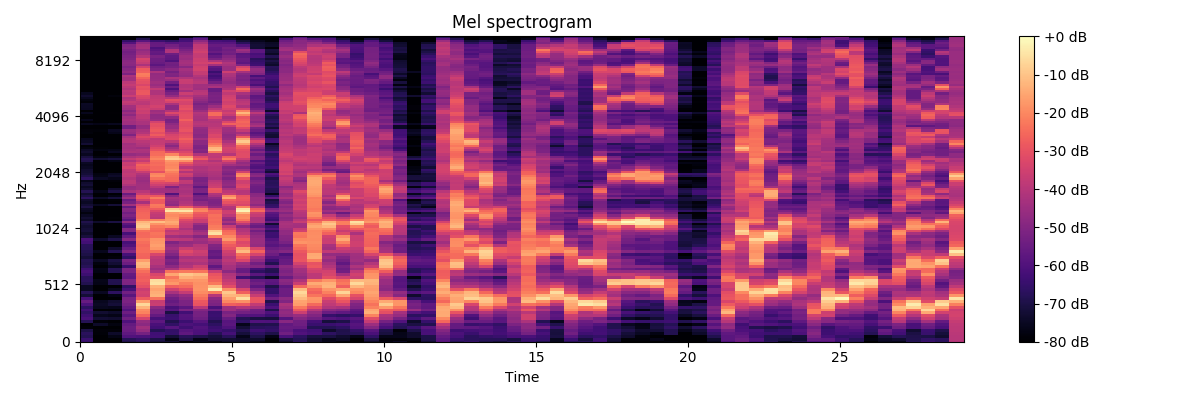 Mel spectrogram
Hz
8192
4096
2048
1024
512
0
0 5 10 15 20 25
Time
+0 dB
-10 dB
-20 dB
-30 dB
-40 dB
-50 dB
-60 dB
-70 dB
-80 dB